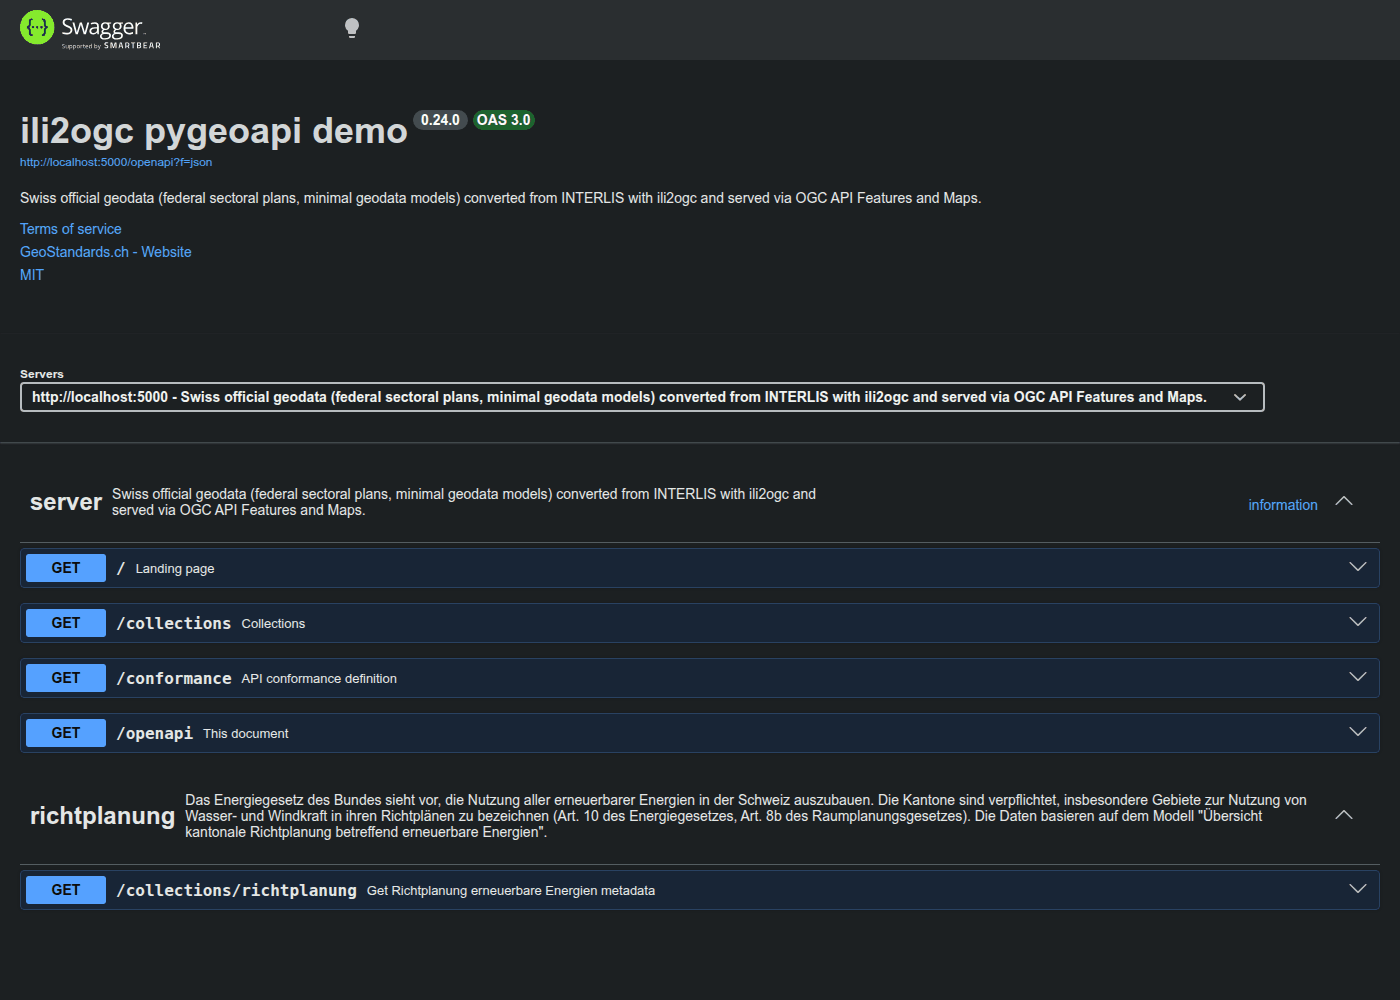 Swagger
Supported by SMARTBEAR
ili2ogc pygeoapi demo 0.24.0 OAS 3.0
http://localhost:5000/openapi?f=json
Swiss official geodata (federal sectoral plans, minimal geodata models) converted from INTERLIS with ili2ogc and served via OGC API Features and Maps.
Terms of service
GeoStandards.ch - Website
MIT
Servers
http://localhost:5000 - Swiss official geodata (federal sectoral plans, minimal geodata models) converted from INTERLIS with ili2ogc and served via OGC API Features and Maps.
server
Swiss official geodata (federal sectoral plans, minimal geodata models) converted from INTERLIS with ili2ogc and
served via OGC API Features and Maps.
information
GET / Landing page
GET /collections Collections
GET /conformance API conformance definition
GET /openapi This document
richtplanung
Das Energiegesetz des Bundes sieht vor, die Nutzung aller erneuerbarer Energien in der Schweiz auszubauen. Die Kantone sind verpflichtet, insbesondere Gebiete zur Nutzung von
Wasser- und Windkraft in ihren Richtplänen zu bezeichnen (Art. 10 des Energiegesetzes, Art. 8b des Raumplanungsgesetzes). Die Daten basieren auf dem Modell "Übersicht
kantonale Richtplanung betreffend erneuerbare Energien".
GET /collections/richtplanung Get Richtplanung erneuerbare Energien metadata